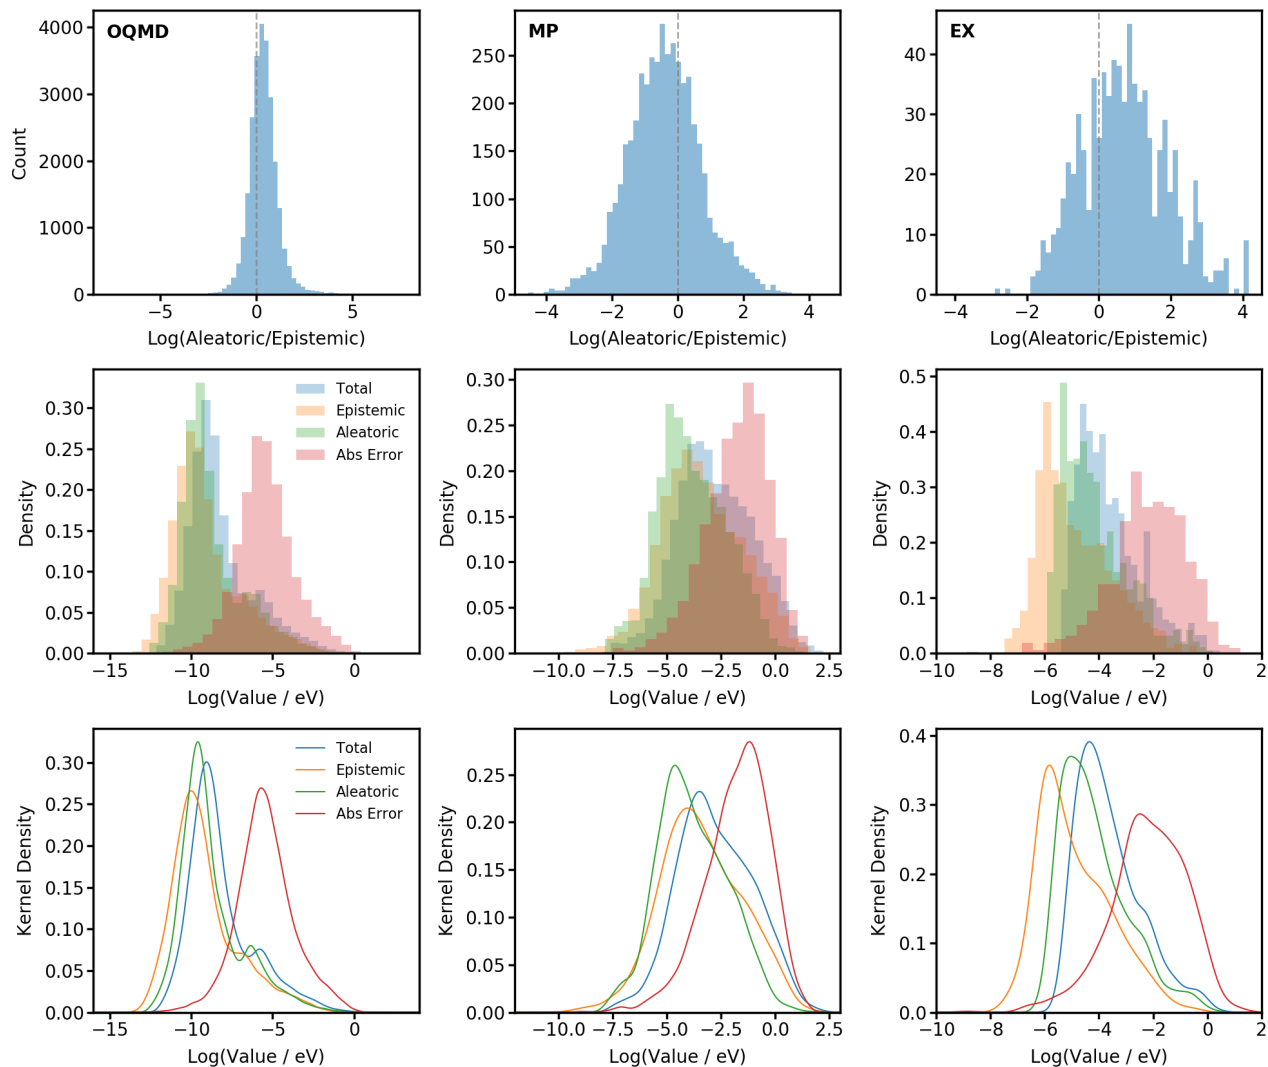 OQMD
Count
4000
3000
2000
1000
0
−5 0 5
Log(Aleatoric/Epistemic)
MP
250
200
150
100
50
0
−4 −2 0 2 4
Log(Aleatoric/Epistemic)
EX
40
30
20
10
0
−4 −2 0 2 4
Log(Aleatoric/Epistemic)
Density
0.30
0.25
0.20
0.15
0.10
0.05
0.00
Total
Epistemic
Aleatoric
Abs Error
−15 −10 −5 0
Log(Value / eV)
Density
0.30
0.25
0.20
0.15
0.10
0.05
0.00
−10.0 −7.5 −5.0 −2.5 0.0 2.5
Log(Value / eV)
Density
0.5
0.4
0.3
0.2
0.1
0.0
−10 −8 −6 −4 −2 0 2
Log(Value / eV)
Kernel Density
0.30
0.25
0.20
0.15
0.10
0.05
0.00
Total
Epistemic
Aleatoric
Abs Error
−15 −10 −5 0
Log(Value / eV)
Kernel Density
0.25
0.20
0.15
0.10
0.05
0.00
−10.0 −7.5 −5.0 −2.5 0.0 2.5
Log(Value / eV)
Kernel Density
0.4
0.3
0.2
0.1
0.0
−10 −8 −6 −4 −2 0 2
Log(Value / eV)